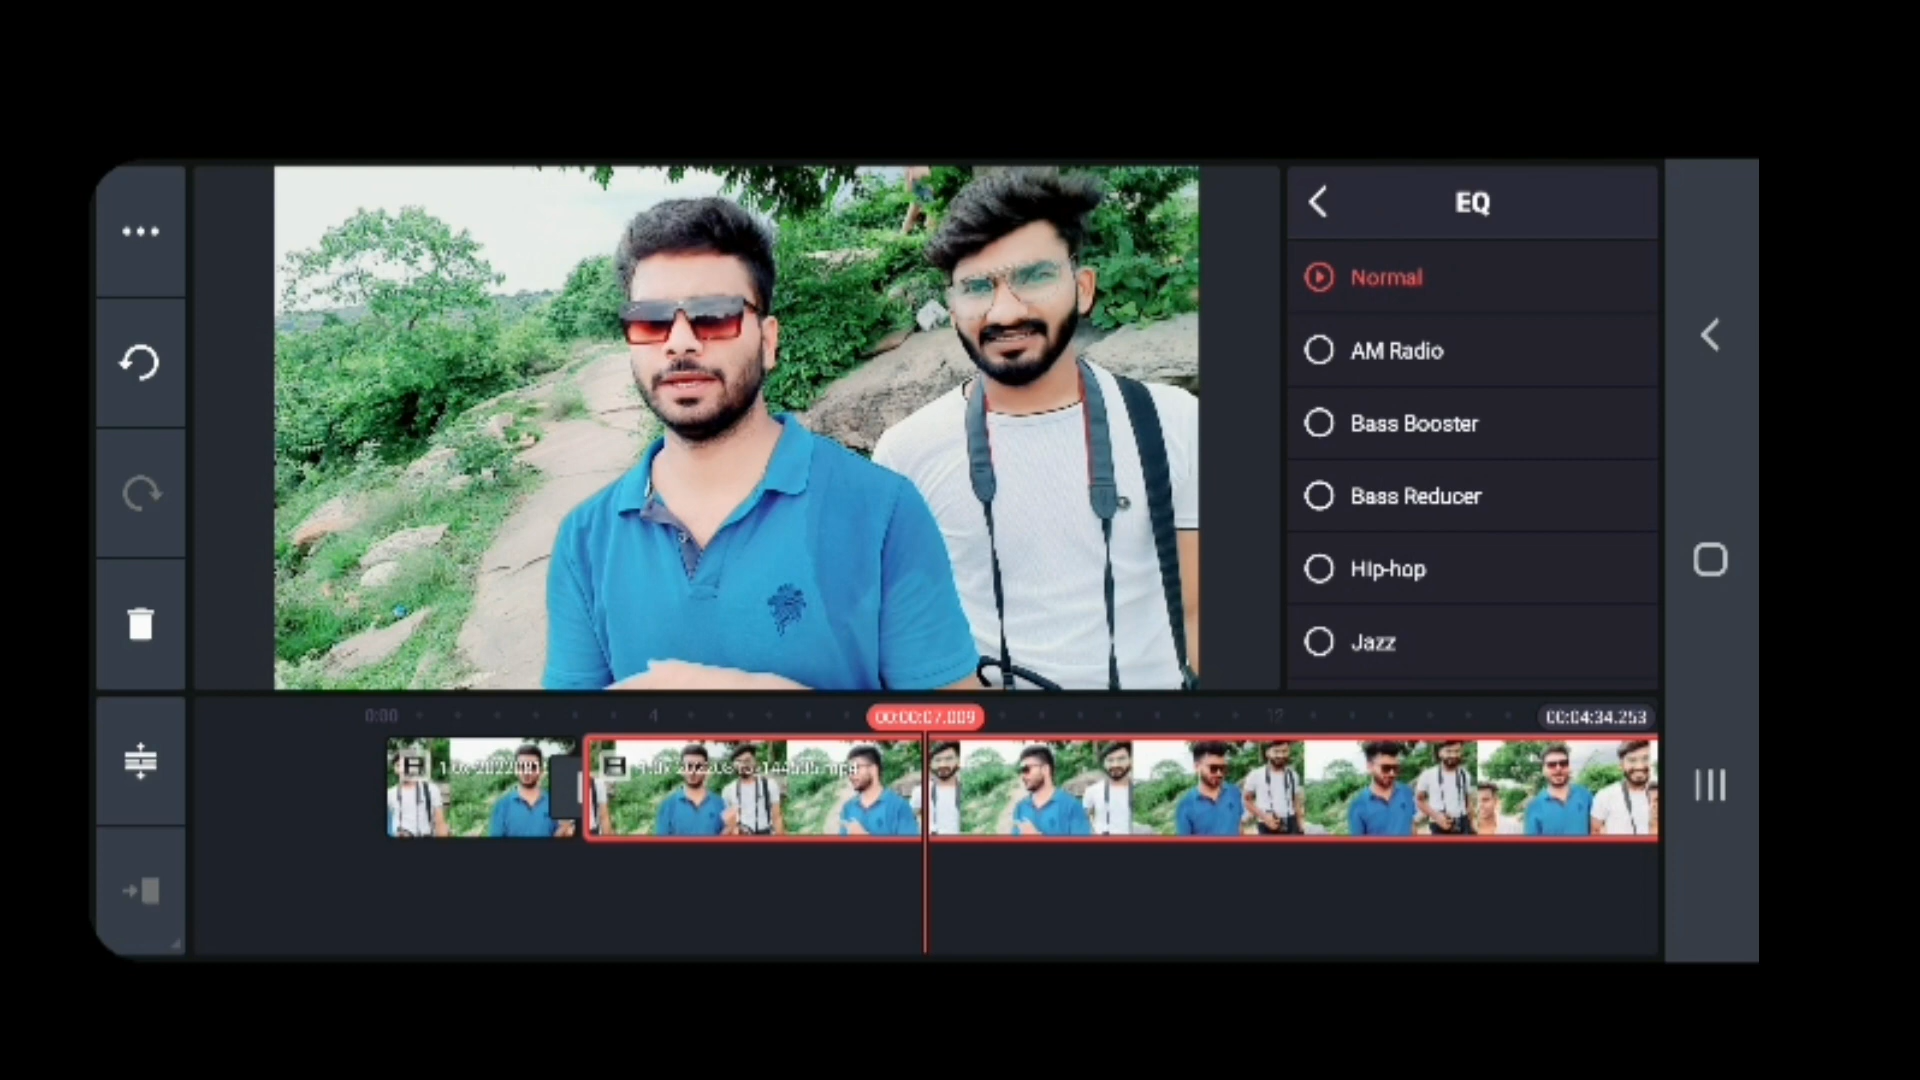 EQ
Normal
AM Radio
Bass Booster
Bass Reducer
Hip-hop
Jazz
0:00
4
00:00:07.009
12
00:04:34.253